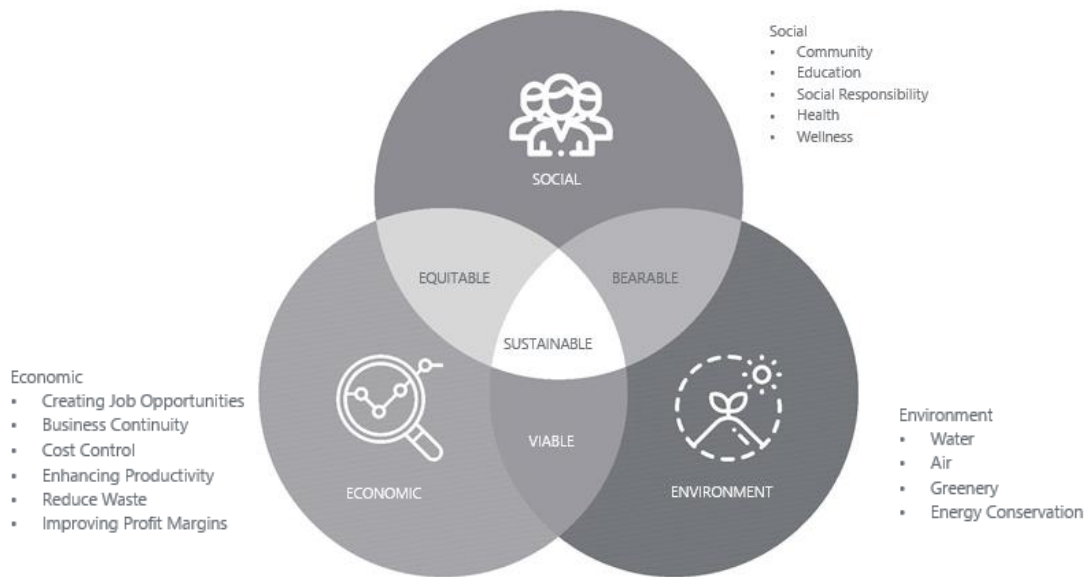 Social
• Community
• Education
• Social Responsibility
• Health
• Wellness
SOCIAL
EQUITABLE
BEARABLE
SUSTAINABLE
Economic
• Creating Job Opportunities
• Business Continuity
• Cost Control
• Enhancing Productivity
• Reduce Waste
• Improving Profit Margins
VIABLE
ECONOMIC
ENVIRONMENT
Environment
• Water
• Air
• Greenery
• Energy Conservation